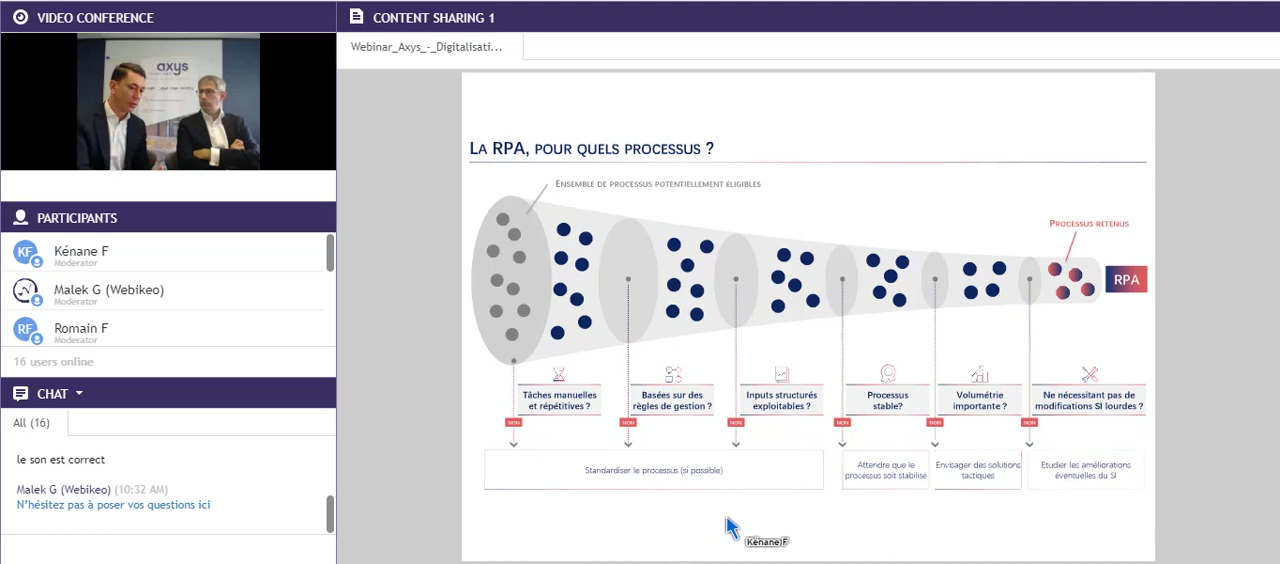 VIDEO CONFERENCE
axys
PARTICIPANTS
KF
Kénane F
Moderator
Malek G (Webikeo)
Moderator
RF
Romain F
Moderator
16 users online
CHAT
All (16)
le son est correct
Malek G (Webikeo) (10:32 AM)
N'hésitez pas à poser vos questions ici
CONTENT SHARING 1
Webinar_Axys_-_Digitalisati...
LA RPA, POUR QUELS PROCESSUS ?
ENSEMBLE DE PROCESSUS POTENTIELLEMENT ÉLIGIBLES
PROCESSUS RETENUS
RPA
Tâches manuelles
et répétitives ?
Basées sur des
règles de gestion ?
Inputs structurés
exploitables ?
Processus
stable?
Volumétrie
importante ?
Ne nécessitant pas de
modifications SI lourdes ?
NON
NON
NON
NON
NON
NON
Standardiser le processus (si possible)
Attendre que le
processus soit stabilisé
Envisager des solutions
tactiques
Etudier les améliorations
éventuelles du SI
Kénane F